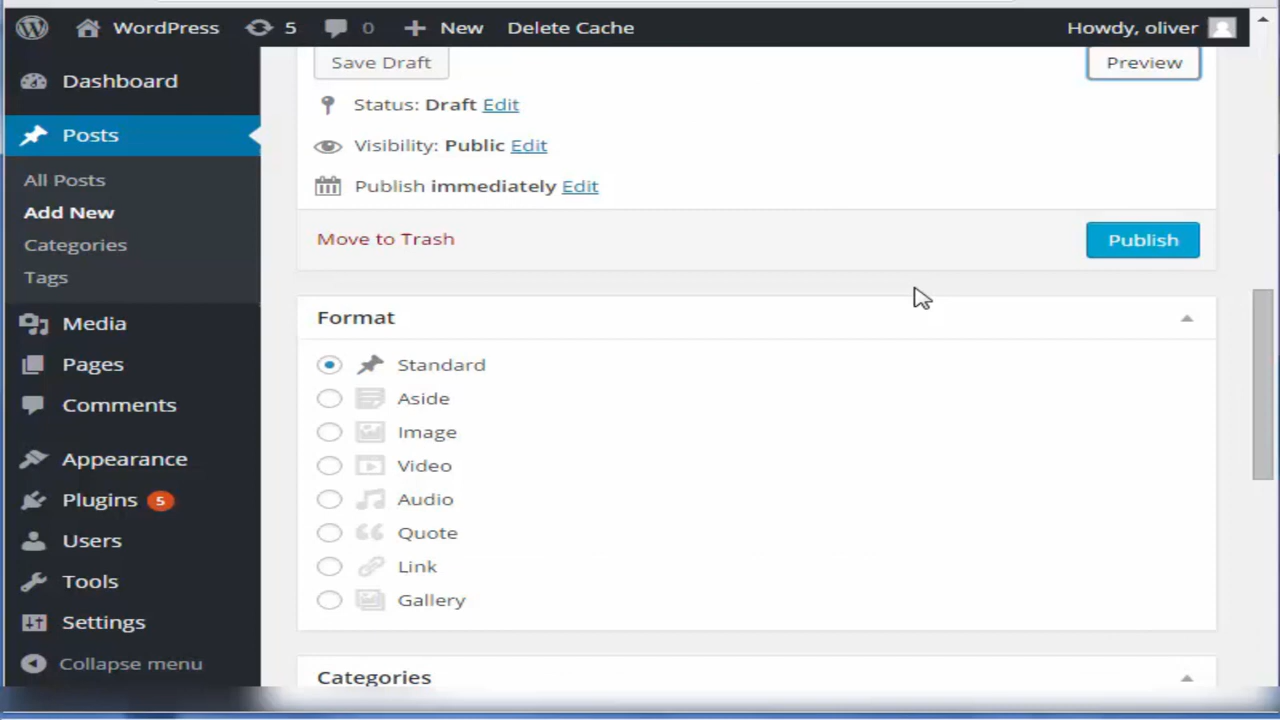 WordPress 5 0 New Delete Cache Howdy, oliver
Dashboard
Posts
All Posts
Add New
Categories
Tags
Media
Pages
Comments
Appearance
Plugins 5
Users
Tools
Settings
Collapse menu
Save Draft Preview
Status: Draft Edit
Visibility: Public Edit
Publish immediately Edit
Move to Trash Publish
Format
Standard
Aside
Image
Video
Audio
Quote
Link
Gallery
Categories